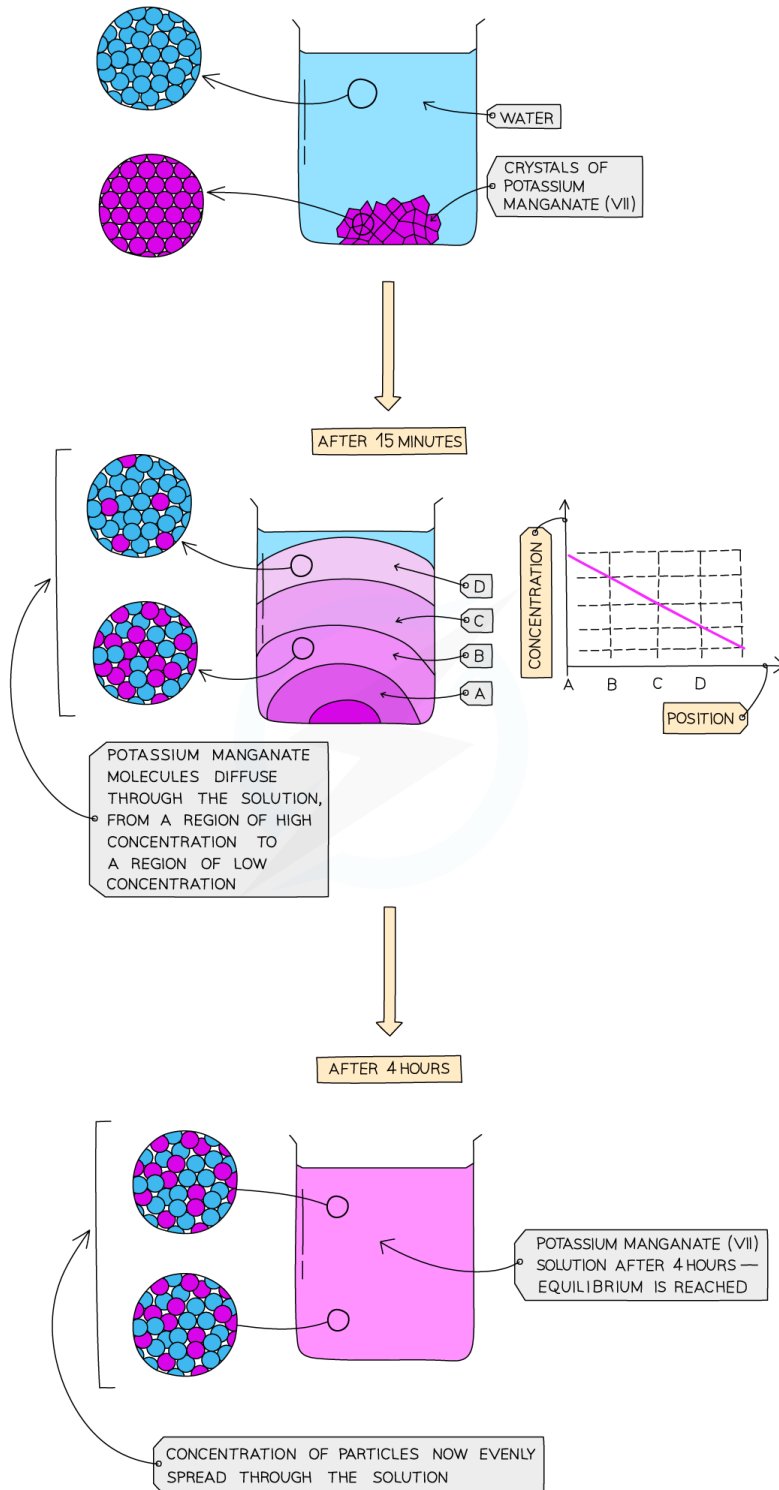 WATER
CRYSTALS OF
POTASSIUM
MANGANATE (VII)
AFTER 15 MINUTES
D
C
B
A
CONCENTRATION
A B C D
POSITION
POTASSIUM MANGANATE
MOLECULES DIFFUSE
THROUGH THE SOLUTION,
FROM A REGION OF HIGH
CONCENTRATION TO
A REGION OF LOW
CONCENTRATION
AFTER 4 HOURS
POTASSIUM MANGANATE (VII)
SOLUTION AFTER 4 HOURS —
EQUILIBRIUM IS REACHED
CONCENTRATION OF PARTICLES NOW EVENLY
SPREAD THROUGH THE SOLUTION